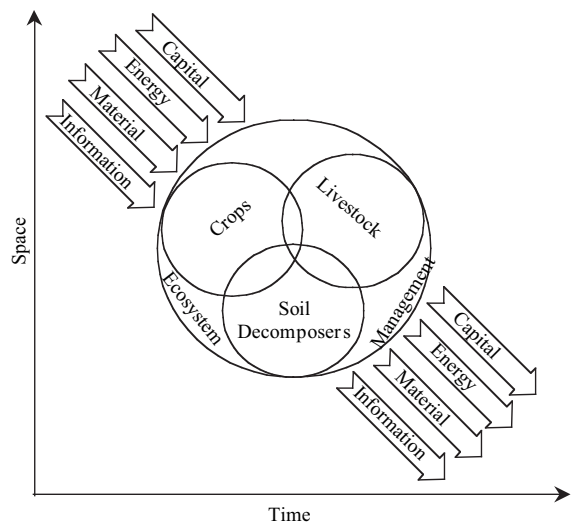 Capital
Energy
Material
Information
Space
Crops
Livestock
Ecosystem
Soil
Decomposers
Management
Capital
Energy
Material
Information
Time